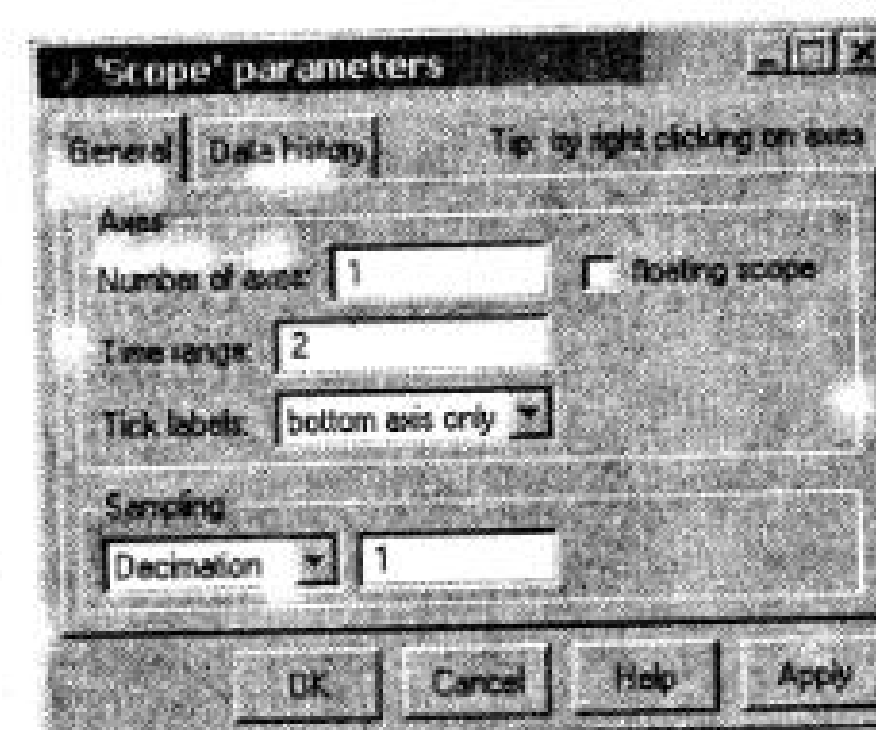 'Scope' parameters
General Data history Tip: try right clicking on axes
Axes
Number of axes: 1 floating scope
Time range: 2
Tick labels: bottom axis only
Sampling
Decimation 1
OK Cancel Help Apply